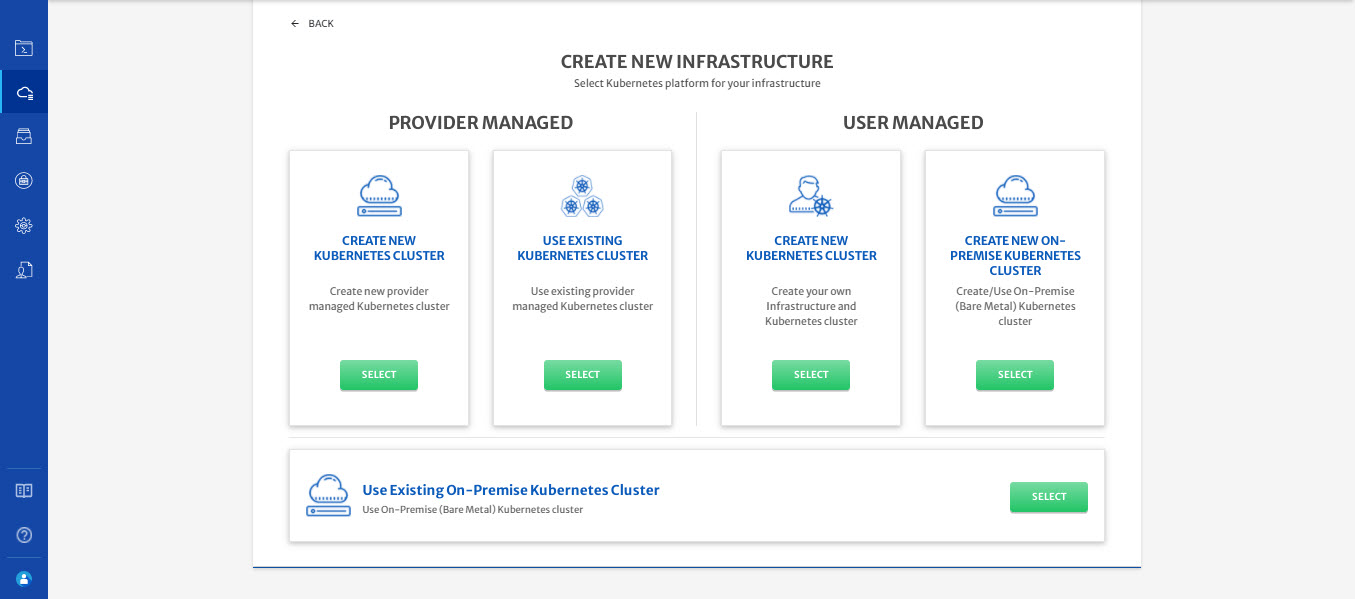 BACK
CREATE NEW INFRASTRUCTURE
Select Kubernetes platform for your infrastructure
PROVIDER MANAGED
CREATE NEW
KUBERNETES CLUSTER
Create new provider
managed Kubernetes cluster
SELECT
USE EXISTING
KUBERNETES CLUSTER
Use existing provider
managed Kubernetes cluster
SELECT
USER MANAGED
CREATE NEW
KUBERNETES CLUSTER
Create your own
Infrastructure and
Kubernetes cluster
SELECT
CREATE NEW ON-
PREMISE KUBERNETES
CLUSTER
Create/Use On-Premise
(Bare Metal) Kubernetes
cluster
SELECT
Use Existing On-Premise Kubernetes Cluster
Use On-Premise (Bare Metal) Kubernetes cluster
SELECT